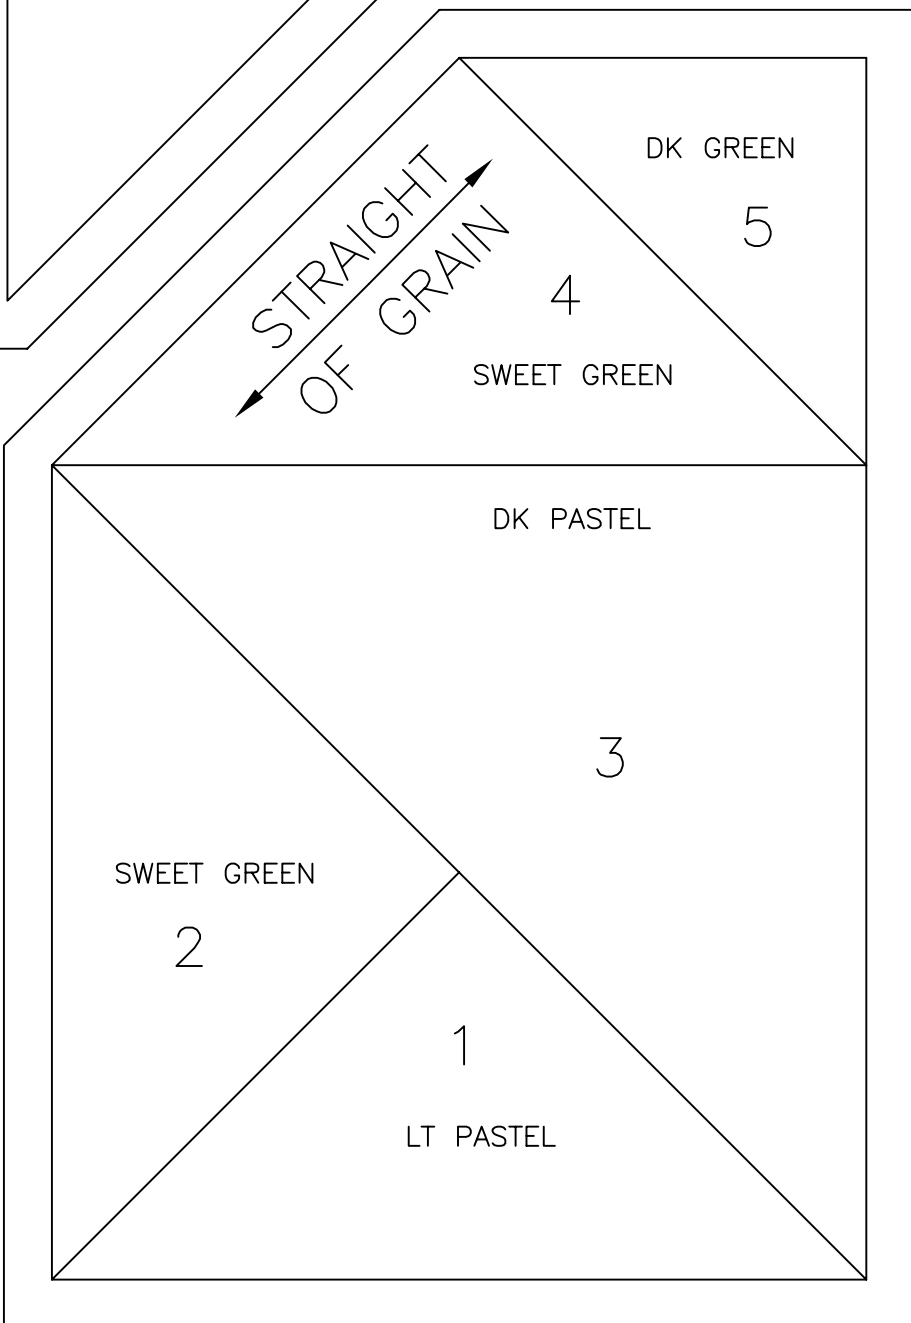 DK GREEN
5
STRAIGHT
OF GRAIN
4
SWEET GREEN
DK PASTEL
3
SWEET GREEN
2
1
LT PASTEL